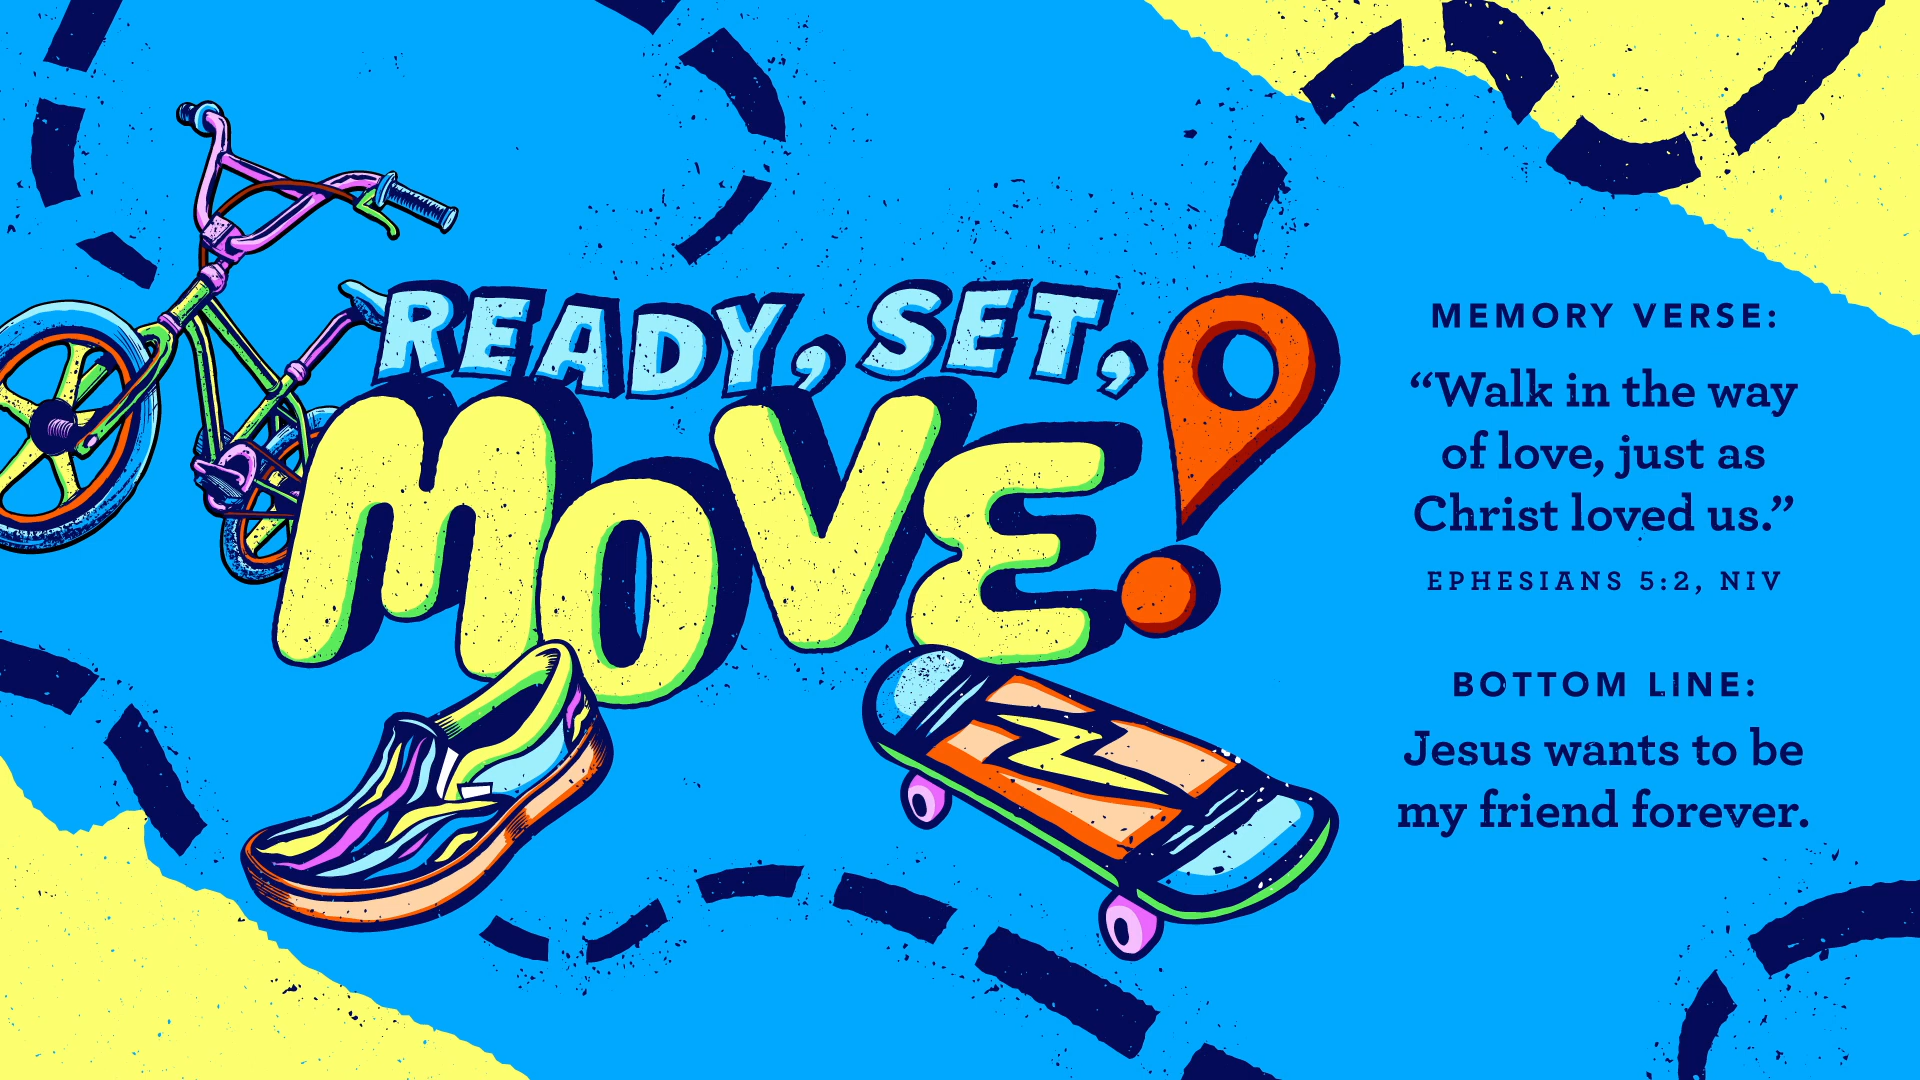 READY, SET,
MOVE!
MEMORY VERSE:
“Walk in the way
of love, just as
Christ loved us.”
EPHESIANS 5:2, NIV
BOTTOM LINE:
Jesus wants to be
my friend forever.